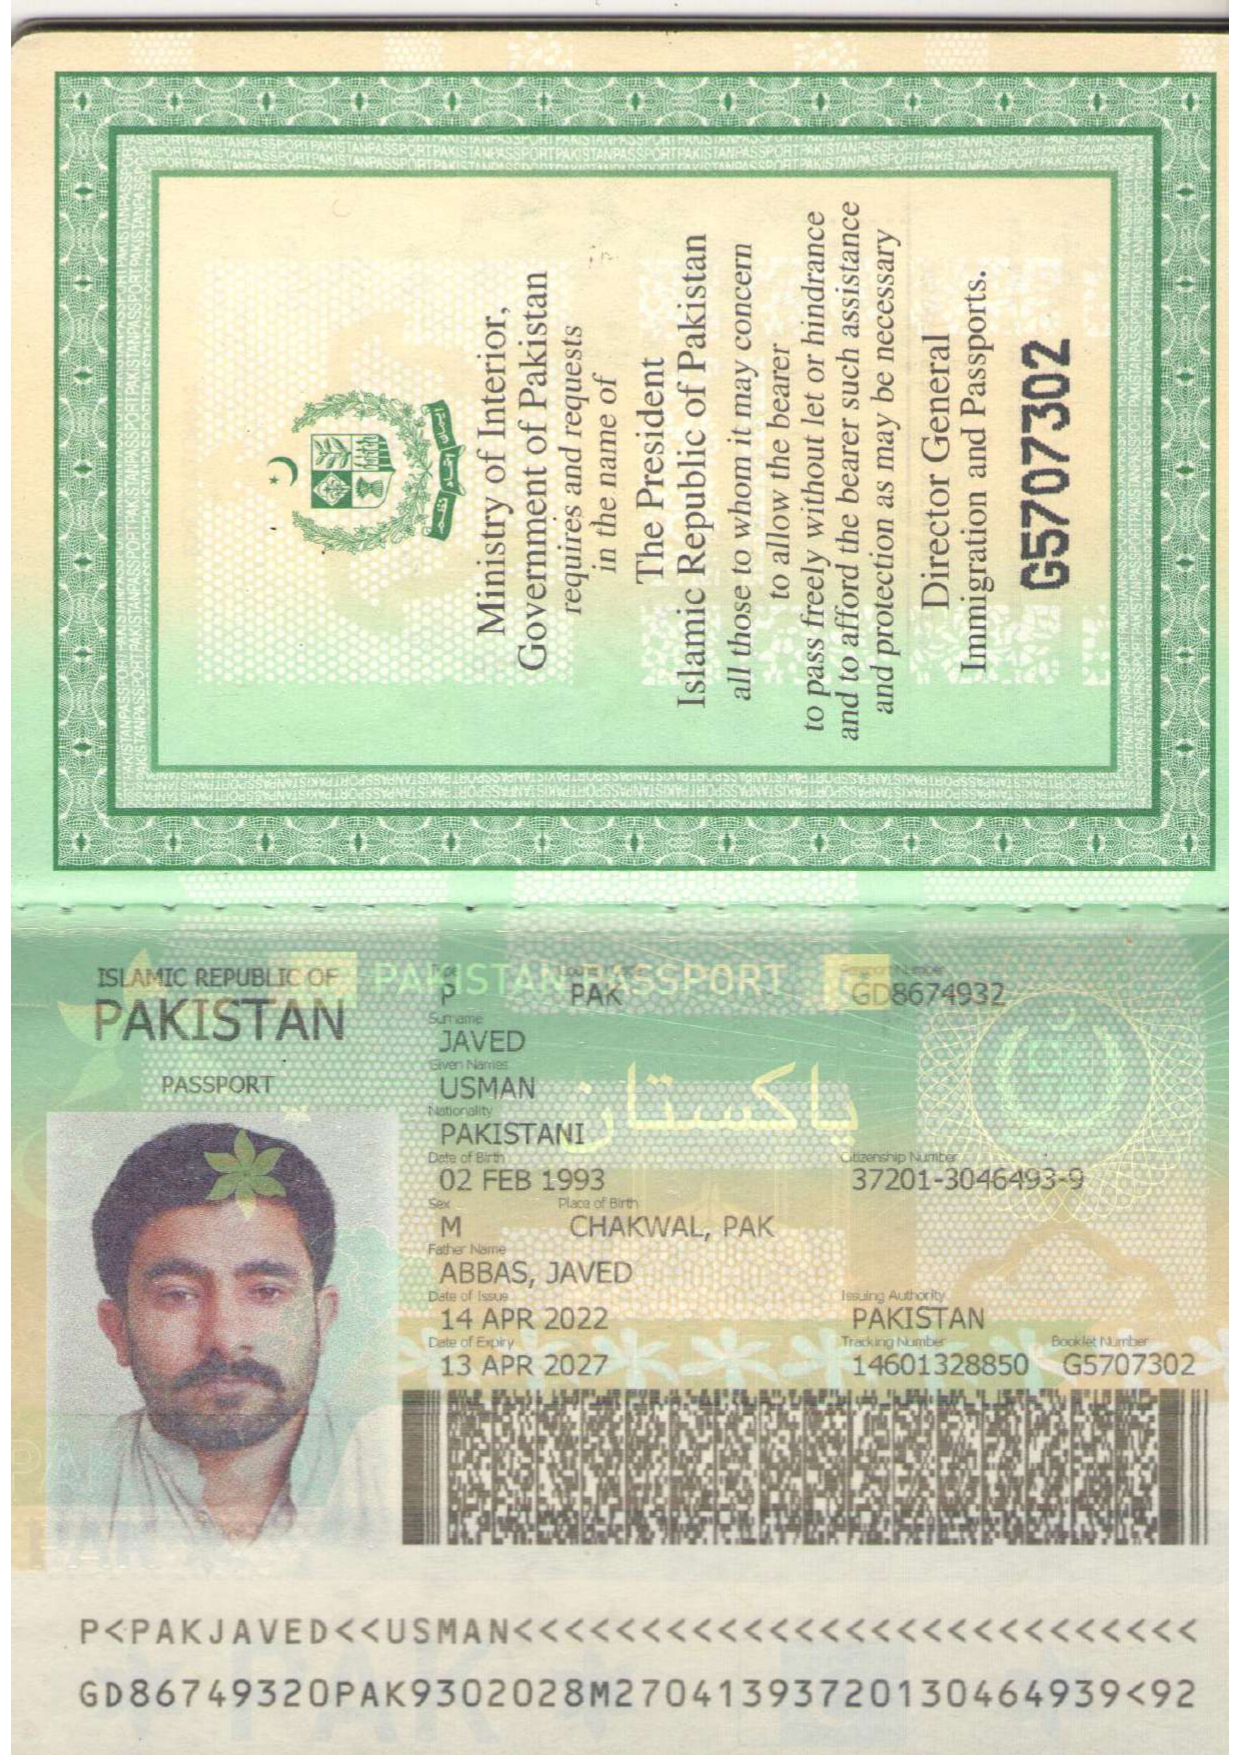 Ministry of Interior,
Government of Pakistan
requires and requests
in the name of
The President
Islamic Republic of Pakistan
all those to whom it may concern
to allow the bearer
to pass freely without let or hindrance
and to afford the bearer such assistance
and protection as may be necessary
Director General
Immigration and Passports.
G5707302
ISLAMIC REPUBLIC OF
PAKISTAN
PASSPORT
PAKISTAN PASSPORT
Type
P
PAK
Passport Number
GD8674932
Surname
JAVED
Given Names
USMAN
پاکستان
Nationality
PAKISTANI
Date of Birth
02 FEB 1993
Citizenship Number
37201-3046493-9
Sex
M
Place of Birth
CHAKWAL, PAK
Father Name
ABBAS, JAVED
Date of Issue
14 APR 2022
Issuing Authority
PAKISTAN
Date of Expiry
13 APR 2027
Tracking Number
14601328850
Booklet Number
G5707302
P<PAKJAVED<<USMAN<<<<<<<<<<<<<<<<<<<<<<<<<<<
GD86749320PAK9302028M27041393720130464939<92